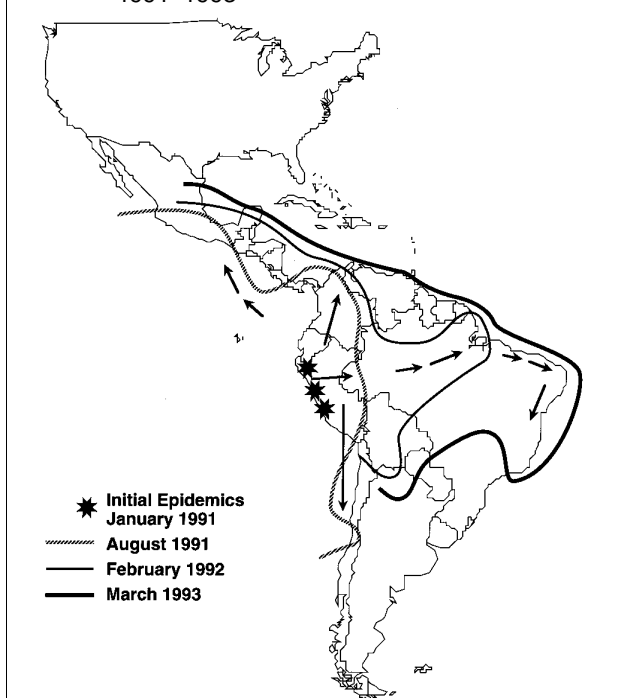 Initial Epidemics
January 1991
August 1991
February 1992
March 1993